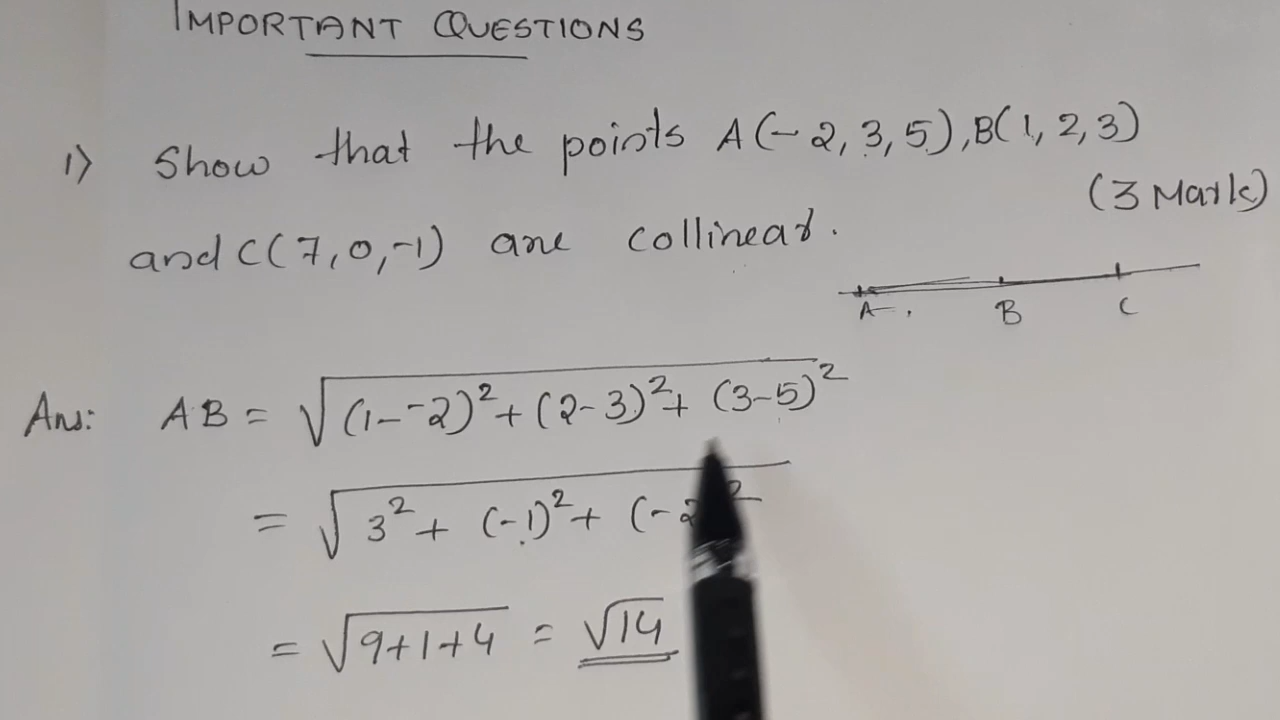 IMPORTANT QUESTIONS
1) Show that the points A(-2, 3, 5), B(1, 2, 3)
(3 Mark)
and C(7, 0, -1) are collinear.
A B C
Ans: AB = √(1--2)² + (2-3)² + (3-5)²
= √3² + (-1)² + (-2)²
= √9+1+4 = √14